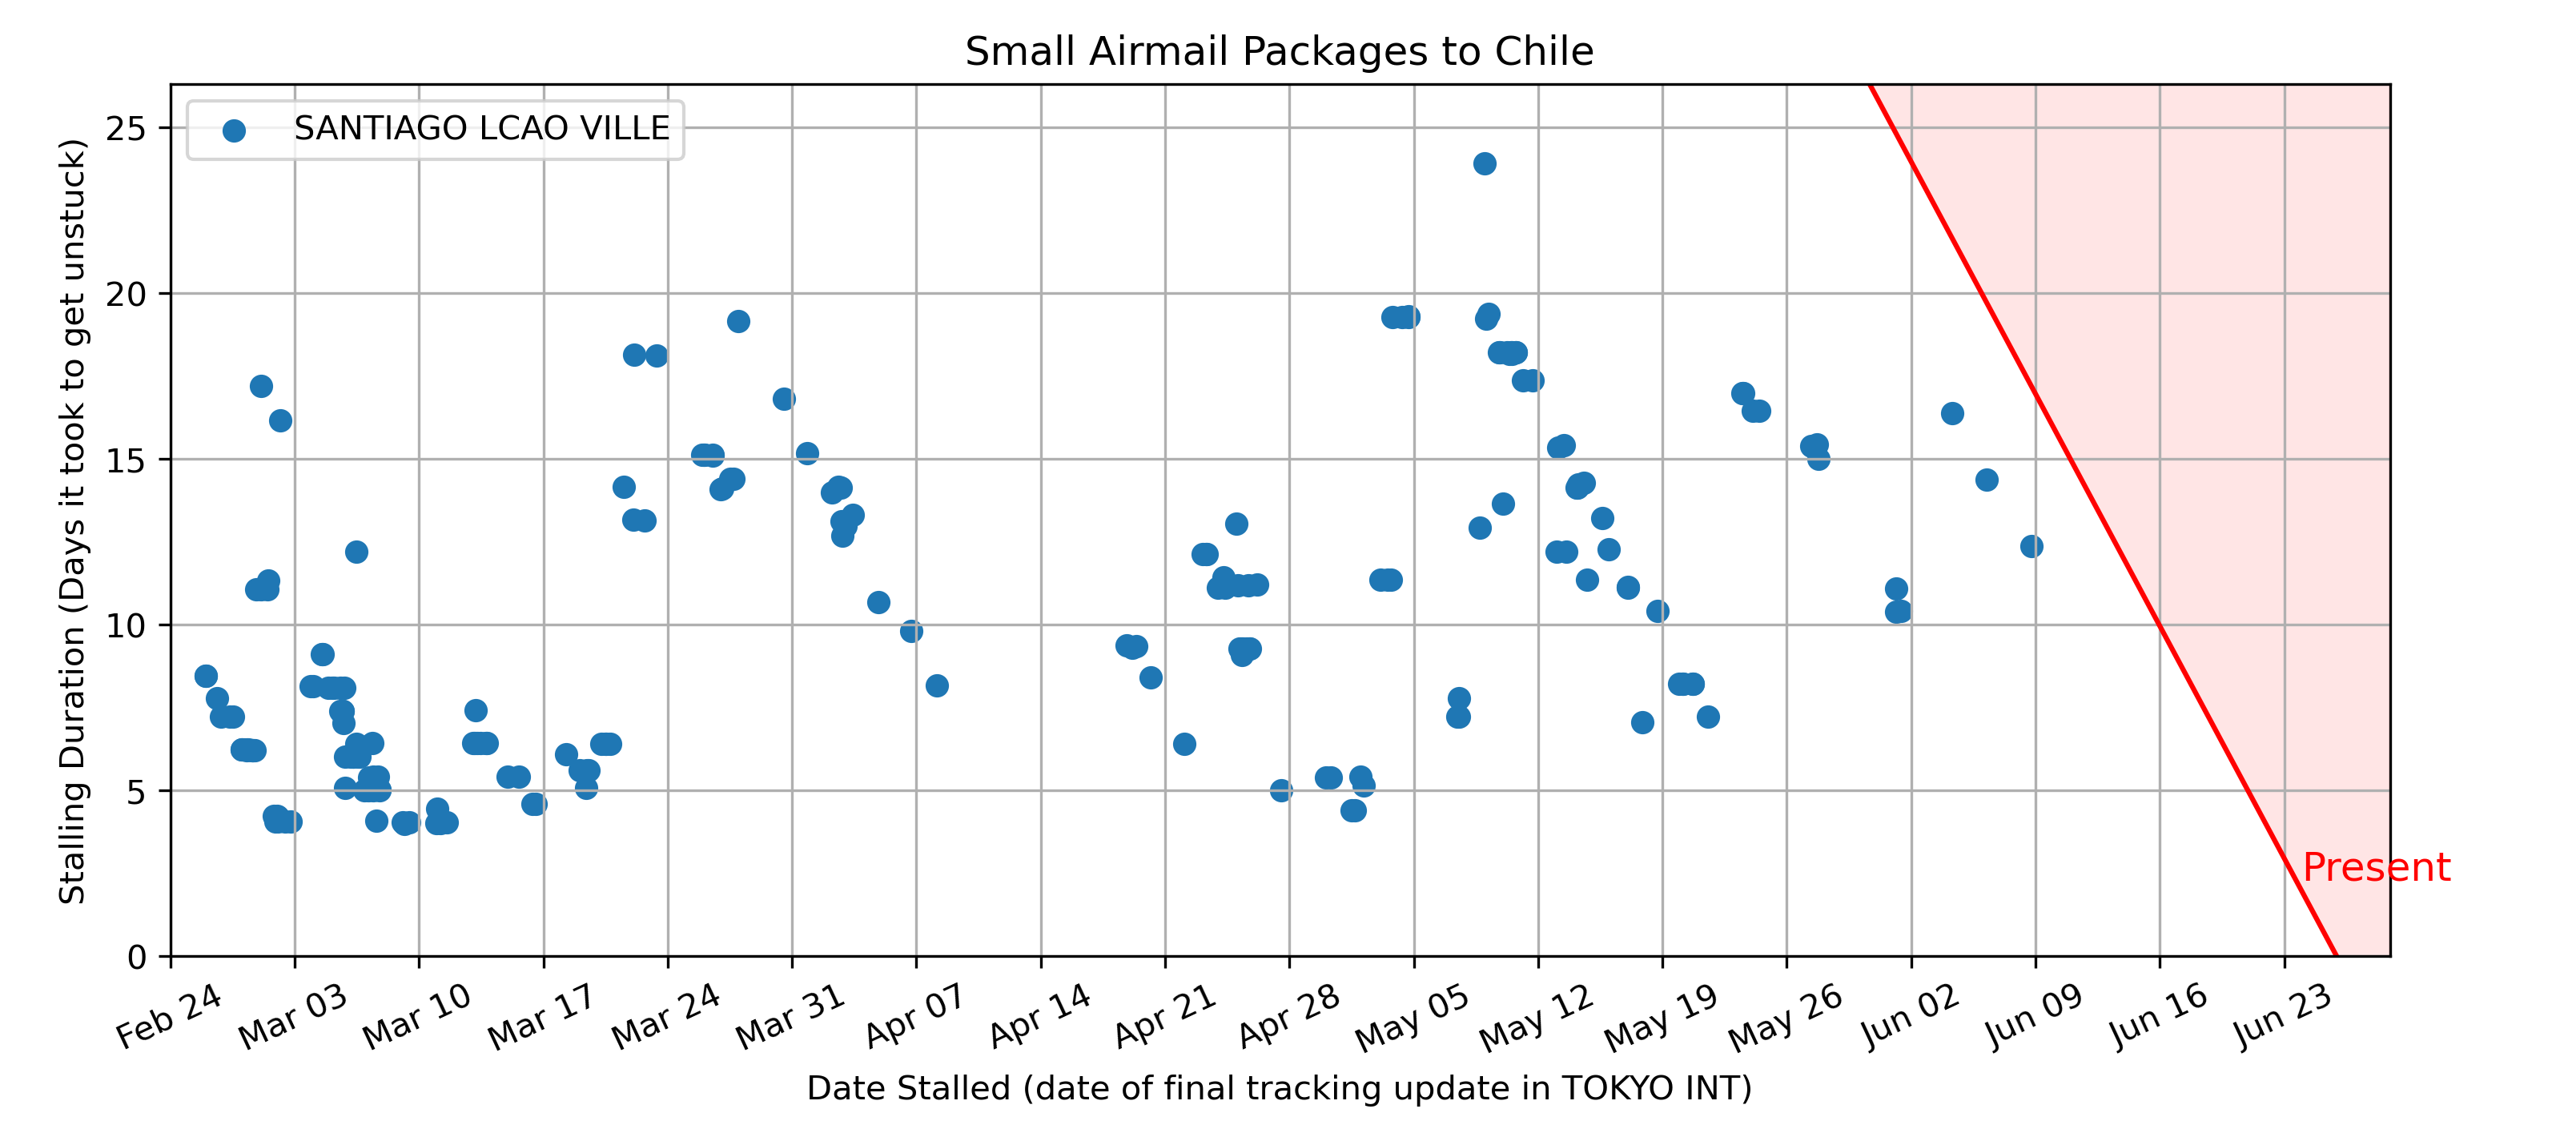 Small Airmail Packages to Chile
SANTIAGO LCAO VILLE
Stalling Duration (Days it took to get unstuck)
25
20
15
10
5
0
Feb 24
Mar 03
Mar 10
Mar 17
Mar 24
Mar 31
Apr 07
Apr 14
Apr 21
Apr 28
May 05
May 12
May 19
May 26
Jun 02
Jun 09
Jun 16
Jun 23
Present
Date Stalled (date of final tracking update in TOKYO INT)